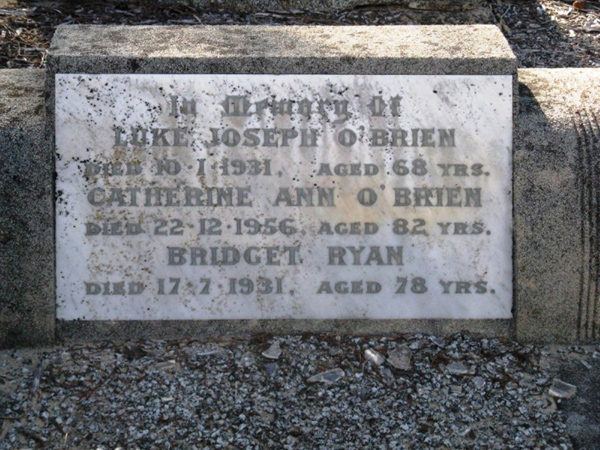 In Memory Of
LUKE JOSEPH O'BRIEN
DIED 10·1·1931. AGED 68 YRS.
CATHERINE ANN O'BRIEN
DIED 22·12·1956. AGED 82 YRS.
BRIDGET RYAN
DIED 17·7·1931. AGED 78 YRS.